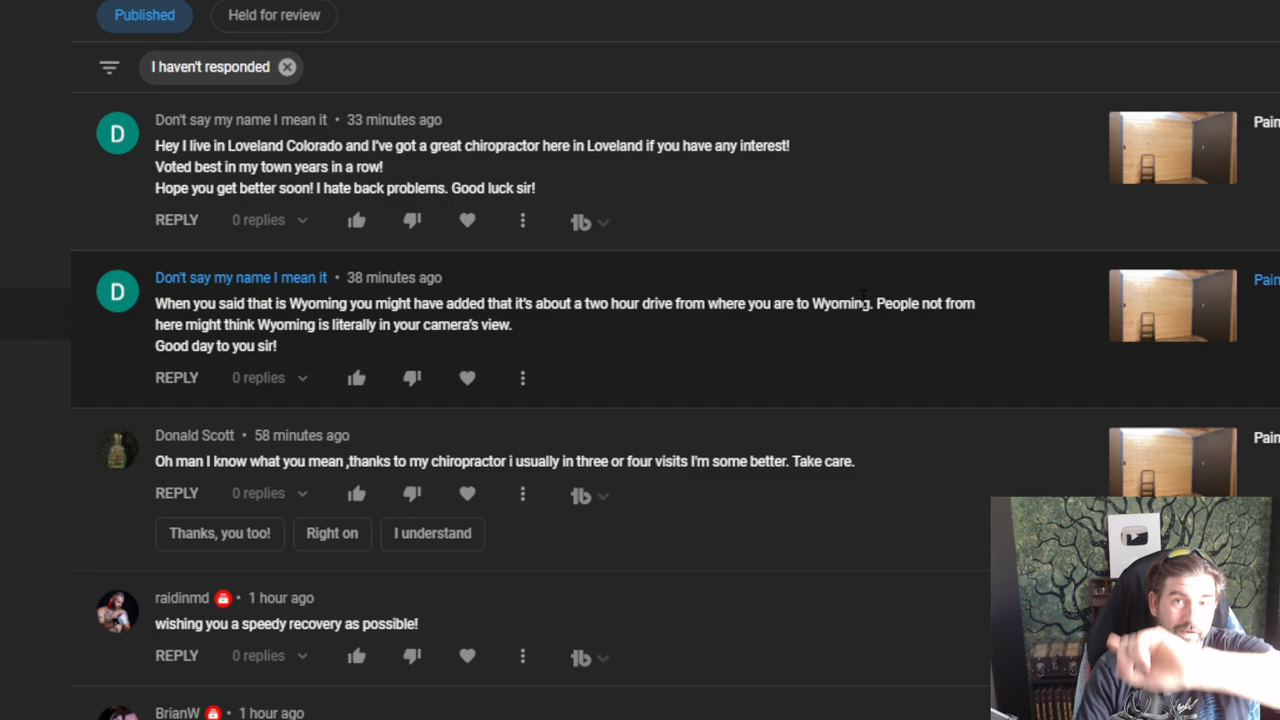 Published
Held for review
I haven't responded
Don't say my name I mean it • 33 minutes ago
Hey I live in Loveland Colorado and I've got a great chiropractor here in Loveland if you have any interest!
Voted best in my town years in a row!
Hope you get better soon! I hate back problems. Good luck sir!
REPLY
0 replies
Pain
Don't say my name I mean it • 38 minutes ago
When you said that is Wyoming you might have added that it's about a two hour drive from where you are to Wyoming. People not from
here might think Wyoming is literally in your camera's view.
Good day to you sir!
REPLY
0 replies
Pain
Donald Scott • 58 minutes ago
Oh man I know what you mean ,thanks to my chiropractor i usually in three or four visits I'm some better. Take care.
REPLY
0 replies
Pain
Thanks, you too!
Right on
I understand
raidinmd • 1 hour ago
wishing you a speedy recovery as possible!
REPLY
0 replies
BrianW • 1 hour ago